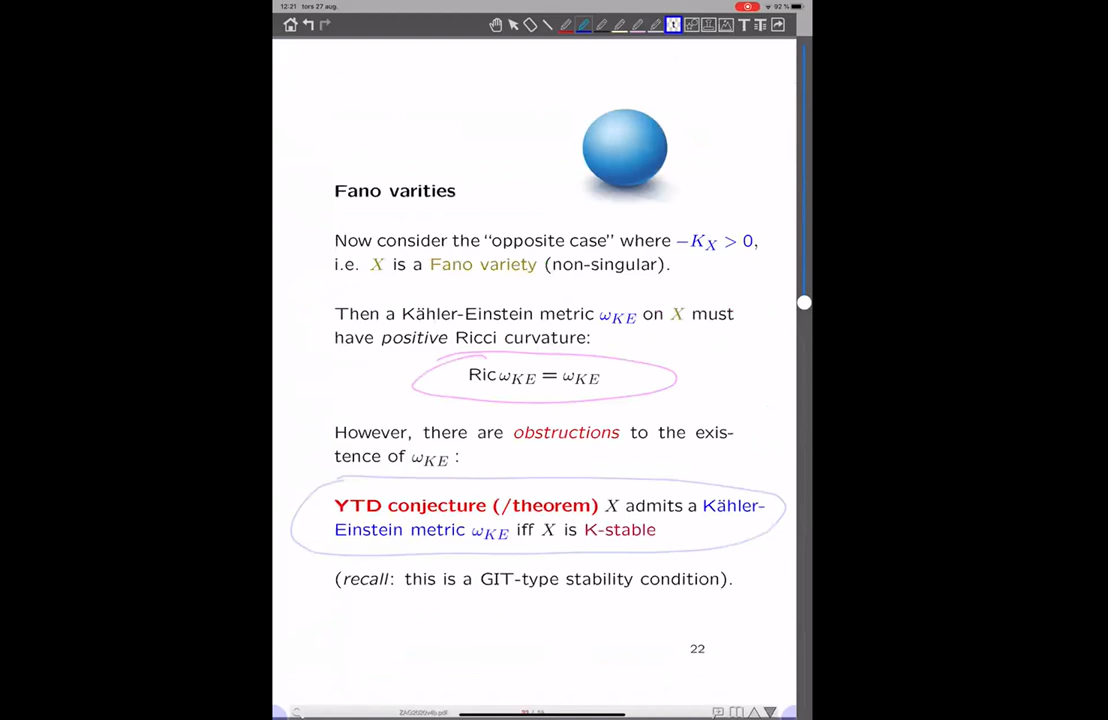 12:21 tors 27 aug.
92 %
Fano varities
Now consider the “opposite case” where −K_X > 0,
i.e. X is a Fano variety (non-singular).
Then a Kähler-Einstein metric ω_KE on X must
have positive Ricci curvature:
Ric ω_KE = ω_KE
However, there are obstructions to the exis-
tence of ω_KE :
YTD conjecture (/theorem) X admits a Kähler-
Einstein metric ω_KE iff X is K-stable
(recall: this is a GIT-type stability condition).
22
ZAG2020v4b.pdf